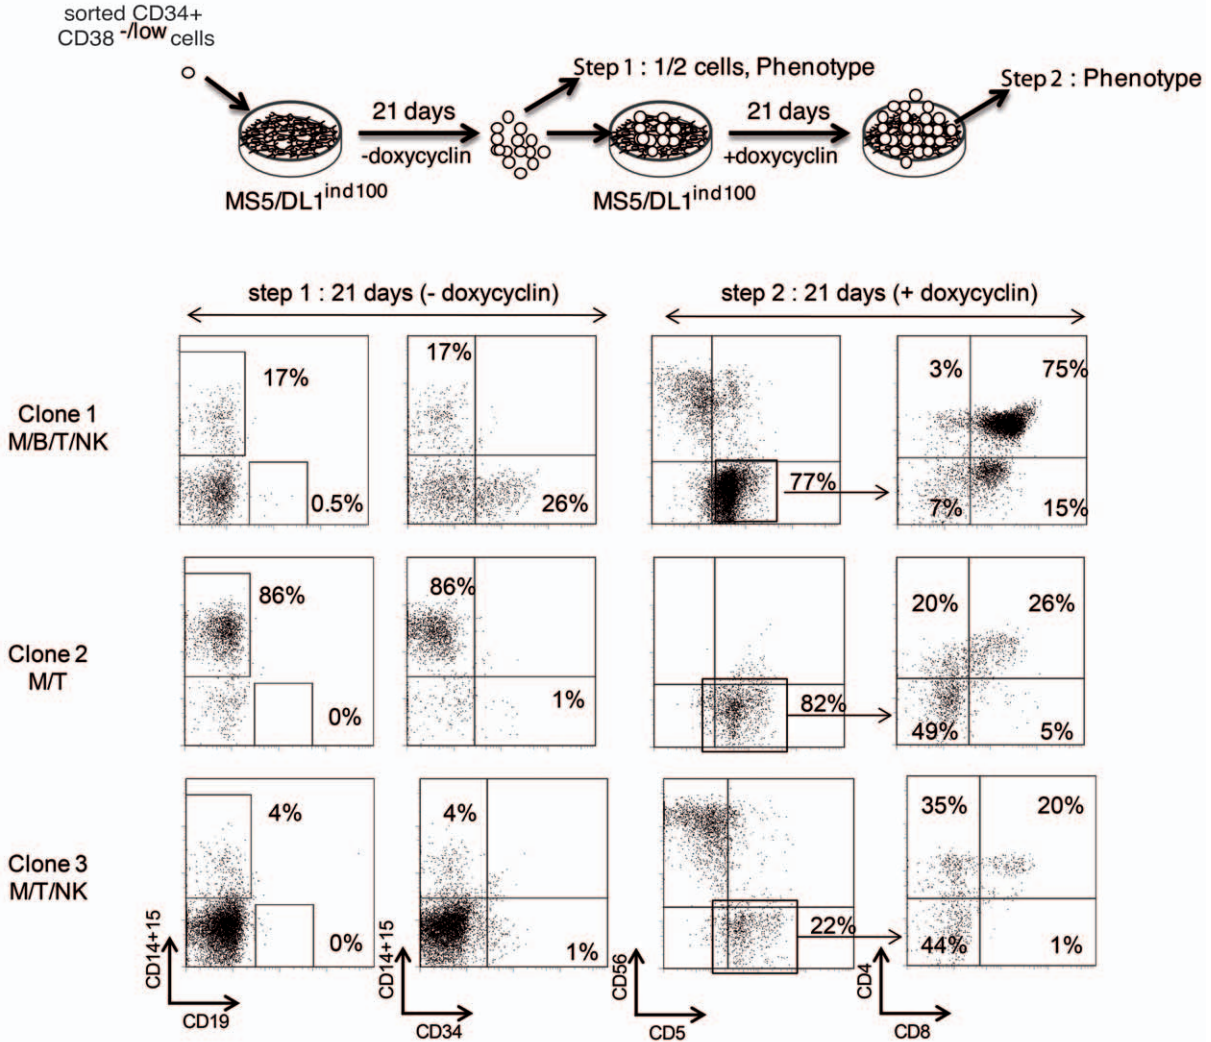 sorted CD34+
CD38 -/low cells
Step 1 : 1/2 cells, Phenotype
Step 2 : Phenotype
21 days
-doxycyclin
21 days
+doxycyclin
MS5/DL1ind100
MS5/DL1ind100
step 1 : 21 days (- doxycyclin)
step 2 : 21 days (+ doxycyclin)
Clone 1
M/B/T/NK
17%
0.5%
17%
26%
77%
3%
75%
7%
15%
Clone 2
M/T
86%
0%
86%
1%
82%
20%
26%
49%
5%
Clone 3
M/T/NK
4%
0%
4%
1%
22%
35%
20%
44%
1%
CD14+15
CD19
CD14+15
CD34
CD56
CD5
CD4
CD8